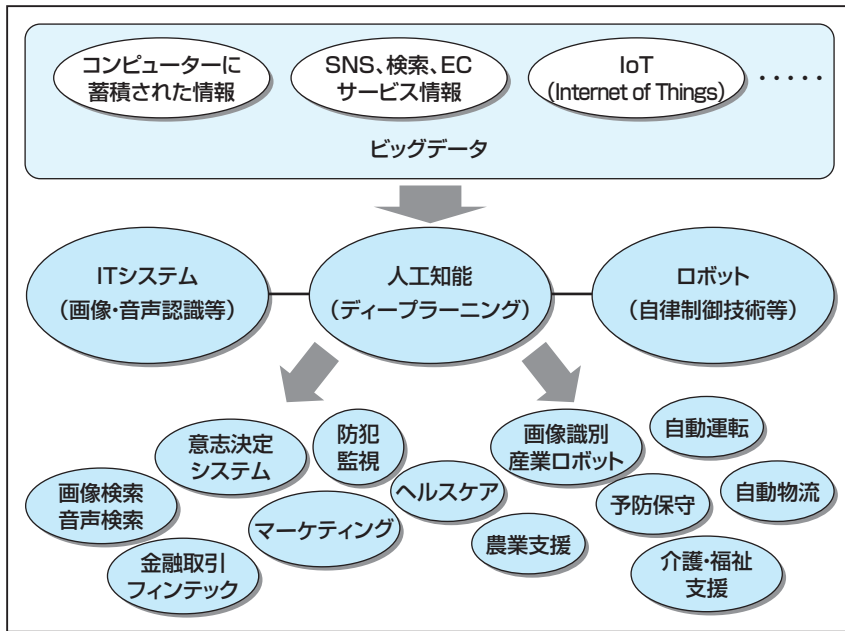 コンピューターに
蓄積された情報
SNS、検索、EC
サービス情報
IoT
(Internet of Things)
・・・・・
ビッグデータ
ITシステム
(画像・音声認識等)
人工知能
(ディープラーニング)
ロボット
(自律制御技術等)
意志決定
システム
防犯
監視
画像識別
産業ロボット
自動運転
画像検索
音声検索
ヘルスケア
予防保守
自動物流
マーケティング
農業支援
金融取引
フィンテック
介護・福祉
支援